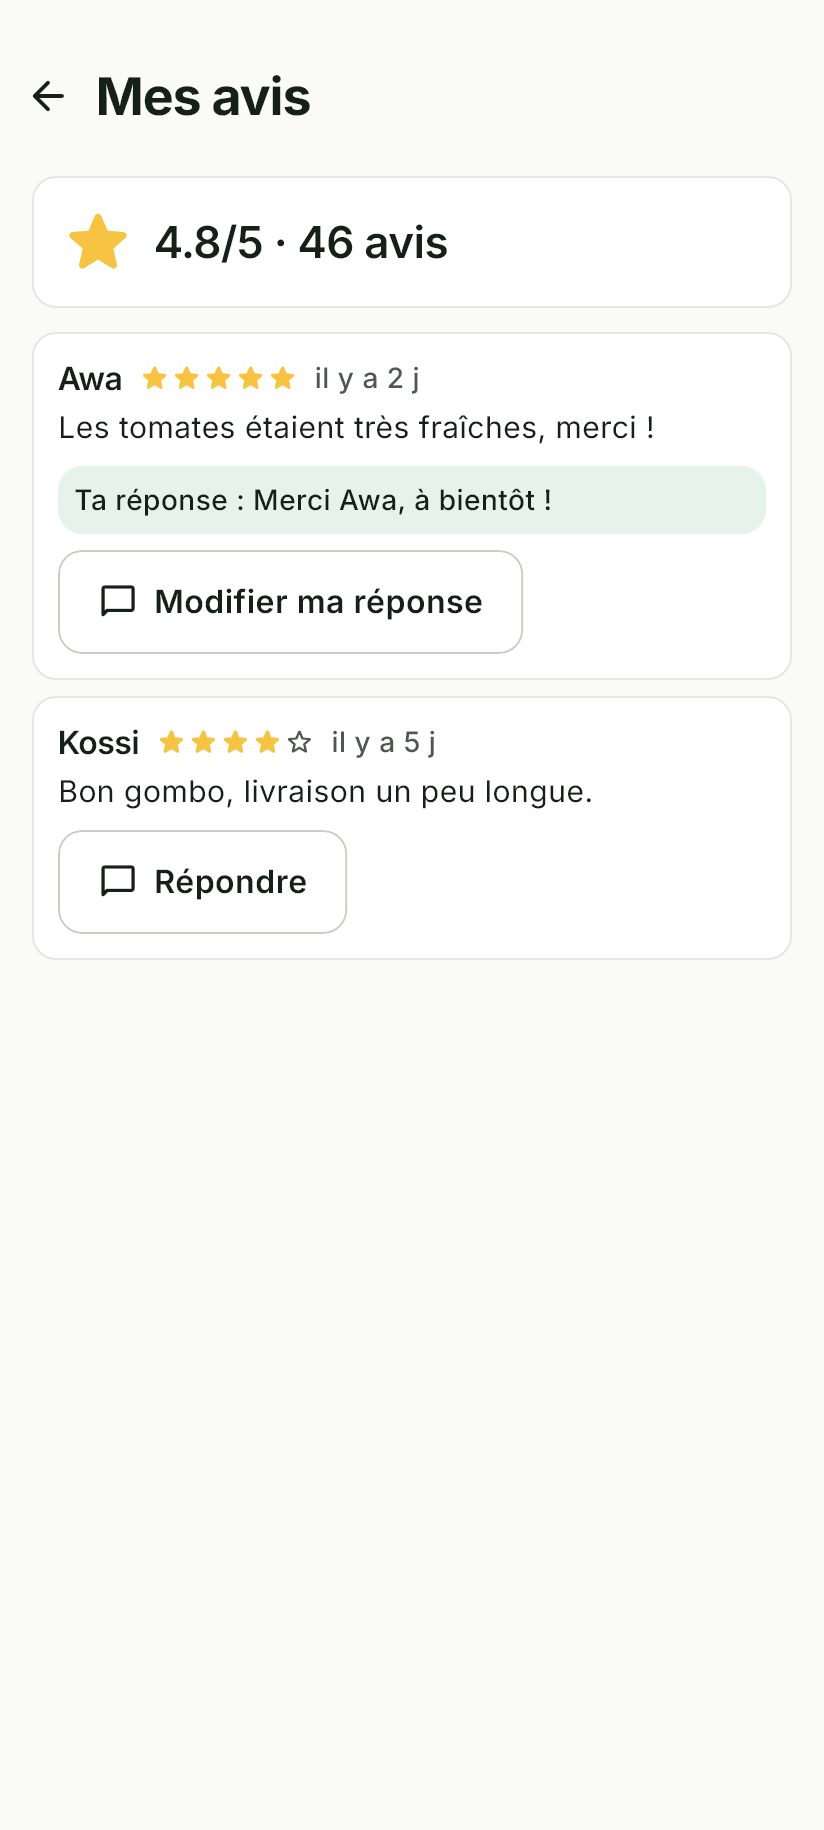 Mes avis
4.8/5 · 46 avis
Awa il y a 2 j
Les tomates étaient très fraîches, merci !
Ta réponse : Merci Awa, à bientôt !
Modifier ma réponse
Kossi il y a 5 j
Bon gombo, livraison un peu longue.
Répondre